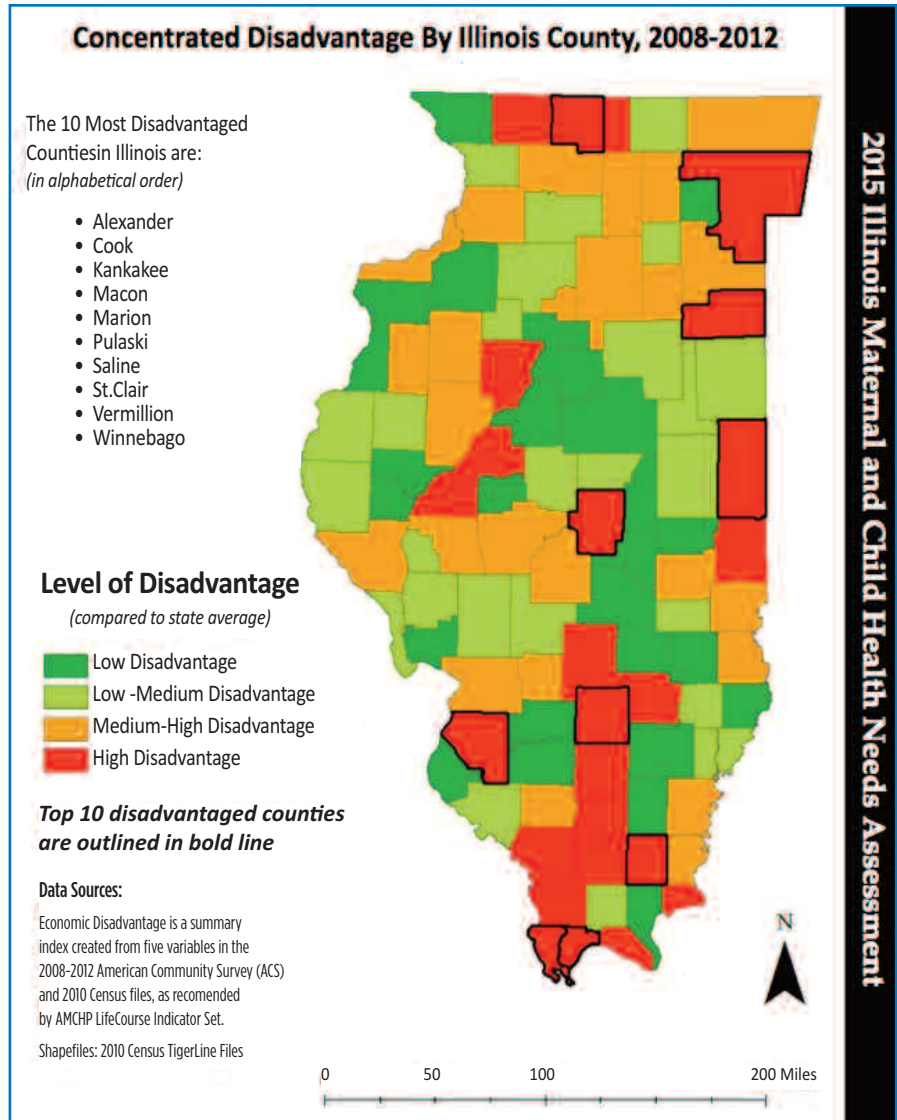 Concentrated Disadvantage By Illinois County, 2008-2012
The 10 Most Disadvantaged
Countiesin Illinois are:
(in alphabetical order)
• Alexander
• Cook
• Kankakee
• Macon
• Marion
• Pulaski
• Saline
• St.Clair
• Vermillion
• Winnebago
Level of Disadvantage
(compared to state average)
Low Disadvantage
Low -Medium Disadvantage
Medium-High Disadvantage
High Disadvantage
Top 10 disadvantaged counties
are outlined in bold line
Data Sources:
Economic Disadvantage is a summary
index created from five variables in the
2008-2012 American Community Survey (ACS)
and 2010 Census files, as recomended
by AMCHP LifeCourse Indicator Set.
Shapefiles: 2010 Census TigerLine Files
N
0 50 100 200 Miles
2015 Illinois Maternal and Child Health Needs Assessment